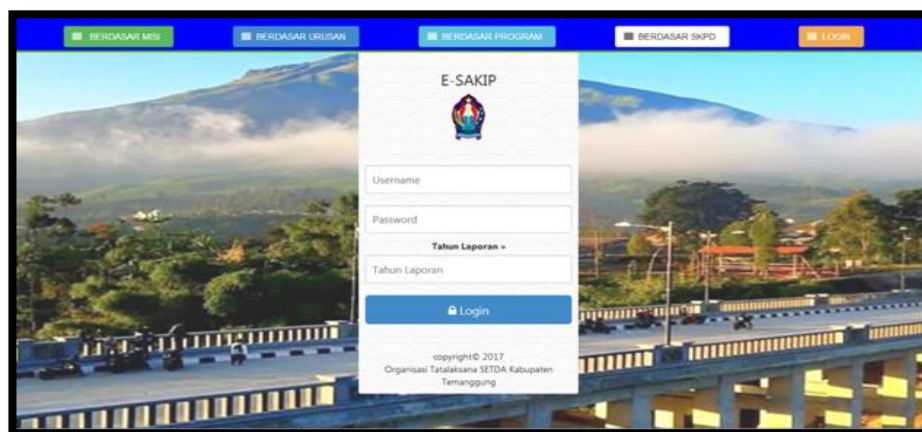 BERDASAR MISI
BERDASAR URUSAN
BERDASAR PROGRAM
BERDASAR SKPD
LOGIN
E-SAKIP
Username
Password
Tahun Laporan »
Tahun Laporan
Login
copyright© 2017
Organisasi Tatalaksana SETDA Kabupaten
Temanggung